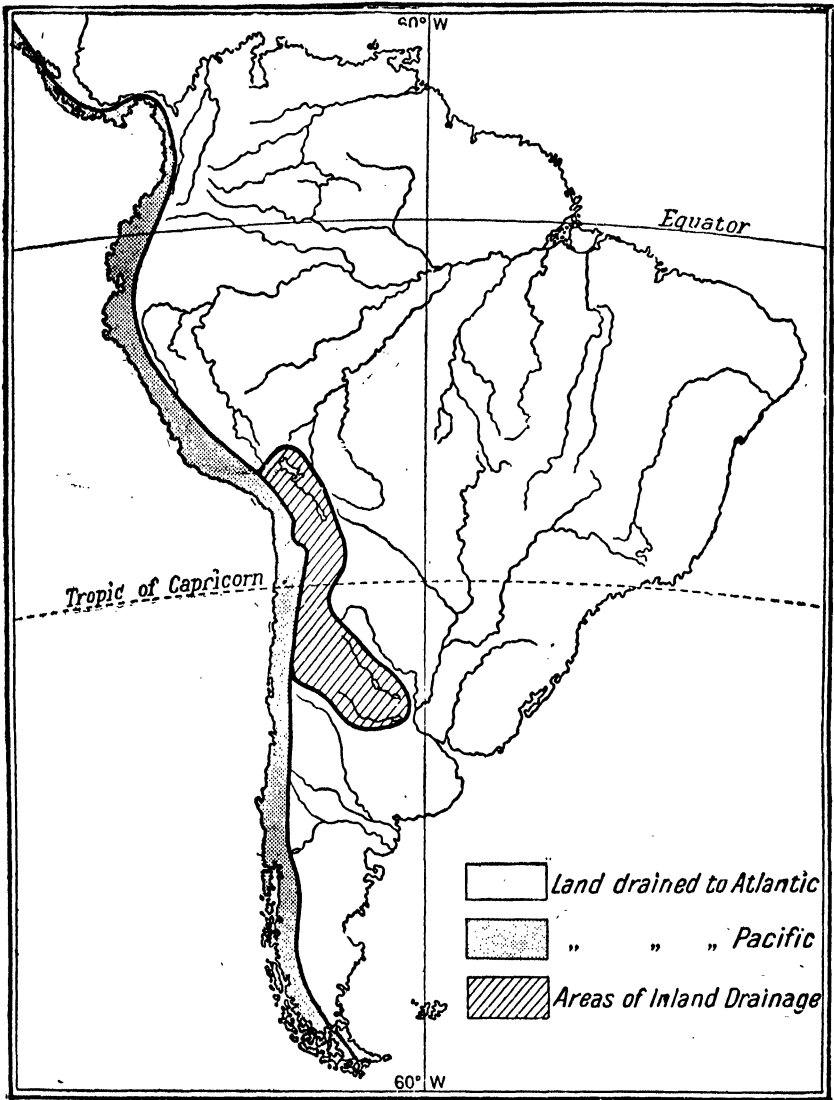 60° W
Equator
Tropic of Capricorn
Land drained to Atlantic
„ „ „ Pacific
Areas of Inland Drainage
60° W